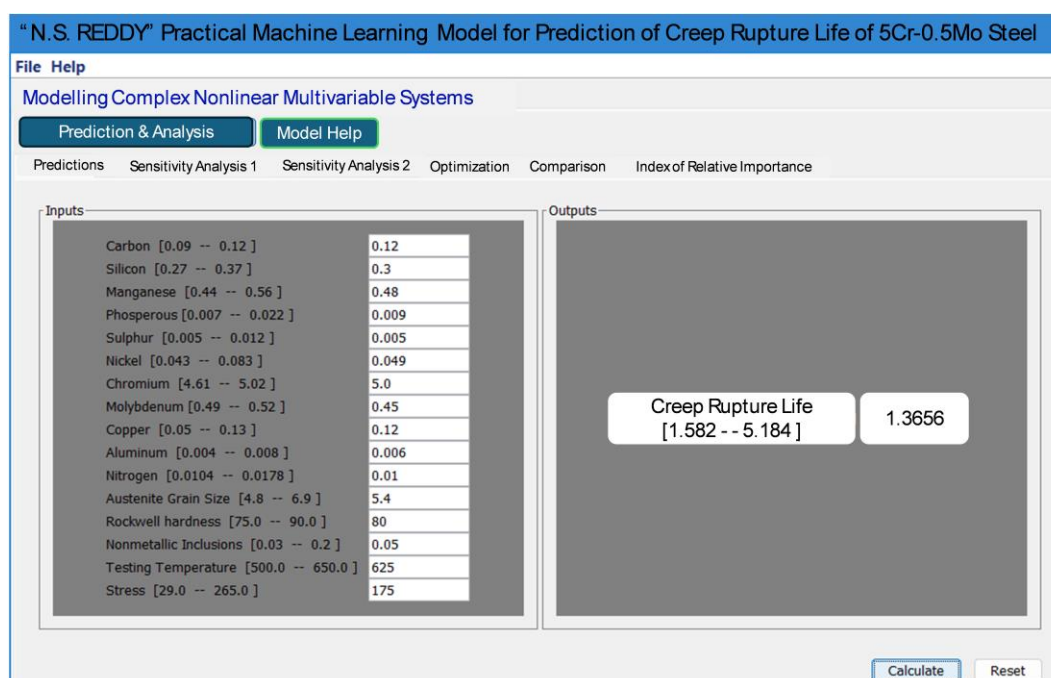 “N.S. REDDY” Practical Machine Learning Model for Prediction of Creep Rupture Life of 5Cr-0.5Mo Steel
File Help
Modelling Complex Nonlinear Multivariable Systems
Prediction & Analysis Model Help
Predictions Sensitivity Analysis 1 Sensitivity Analysis 2 Optimization Comparison Index of Relative Importance
Inputs
Carbon [0.09 -- 0.12 ] 0.12
Silicon [0.27 -- 0.37 ] 0.3
Manganese [0.44 -- 0.56 ] 0.48
Phosperous [0.007 -- 0.022 ] 0.009
Sulphur [0.005 -- 0.012 ] 0.005
Nickel [0.043 -- 0.083 ] 0.049
Chromium [4.61 -- 5.02 ] 5.0
Molybdenum [0.49 -- 0.52 ] 0.45
Copper [0.05 -- 0.13 ] 0.12
Aluminum [0.004 -- 0.008 ] 0.006
Nitrogen [0.0104 -- 0.0178 ] 0.01
Austenite Grain Size [4.8 -- 6.9 ] 5.4
Rockwell hardness [75.0 -- 90.0 ] 80
Nonmetallic Inclusions [0.03 -- 0.2 ] 0.05
Testing Temperature [500.0 -- 650.0 ] 625
Stress [29.0 -- 265.0 ] 175
Outputs
Creep Rupture Life
[1.582 - - 5.184 ]
1.3656
Calculate Reset